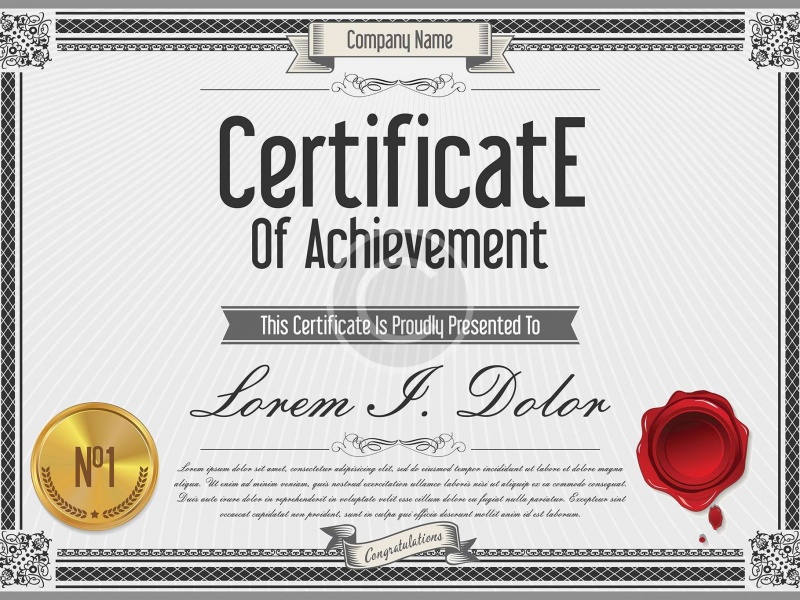 Company Name
CertificatE
Of Achievement
This Certificate Is Proudly Presented To
Lorem I. Dolor
Nº1
Lorem ipsum dolor sit amet, consectetur adipisicing elit, sed do eiusmod tempor incididunt ut labore et dolore magna
aliqua. Ut enim ad minim veniam, quis nostrud exercitation ullamco laboris nisi ut aliquip ex ea commodo consequat.
Duis aute irure dolor in reprehenderit in voluptate velit esse cillum dolore eu fugiat nulla pariatur. Excepteur sint
occaecat cupidatat non proident, sunt in culpa qui officia deserunt mollit anim id est laborum.
Congratulations